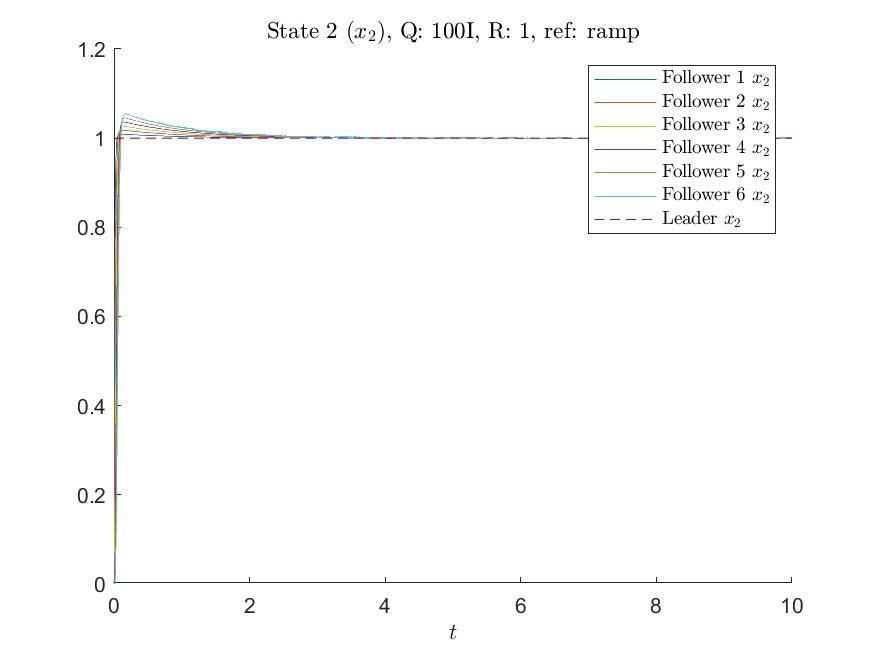 State 2 (x₂), Q: 100I, R: 1, ref: ramp
1.2
1
0.8
0.6
0.4
0.2
0
Follower 1 x₂
Follower 2 x₂
Follower 3 x₂
Follower 4 x₂
Follower 5 x₂
Follower 6 x₂
Leader x₂
0 2 4 6 8 10
t